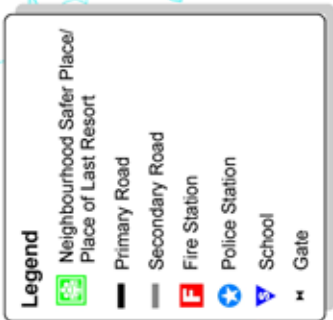 Legend
Neighbourhood Safer Place/
Place of Last Resort
Primary Road
Secondary Road
F Fire Station
Police Station
S School
Gate